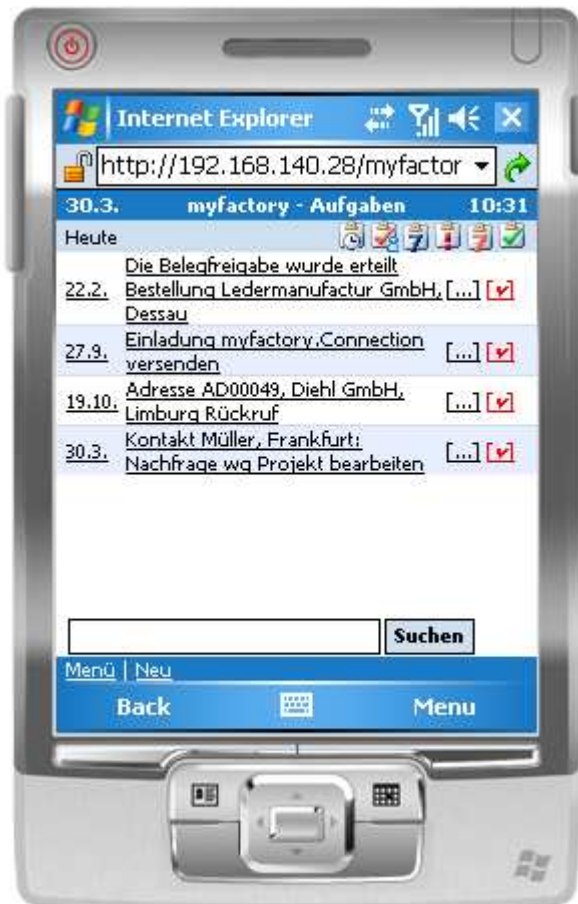 Internet Explorer
http://192.168.140.28/myfactor
30.3. myfactory - Aufgaben 10:31
Heute
Die Belegfreigabe wurde erteilt
22.2. Bestellung Ledermanufactur GmbH, [...] [✓]
Dessau
27.9. Einladung myfactory.Connection [...] [✓]
versenden
19.10. Adresse AD00049, Diehl GmbH, [...] [✓]
Limburg Rückruf
30.3. Kontakt Müller, Frankfurt: [...] [✓]
Nachfrage wg Projekt bearbeiten
Suchen
Menü | Neu
Back Menu